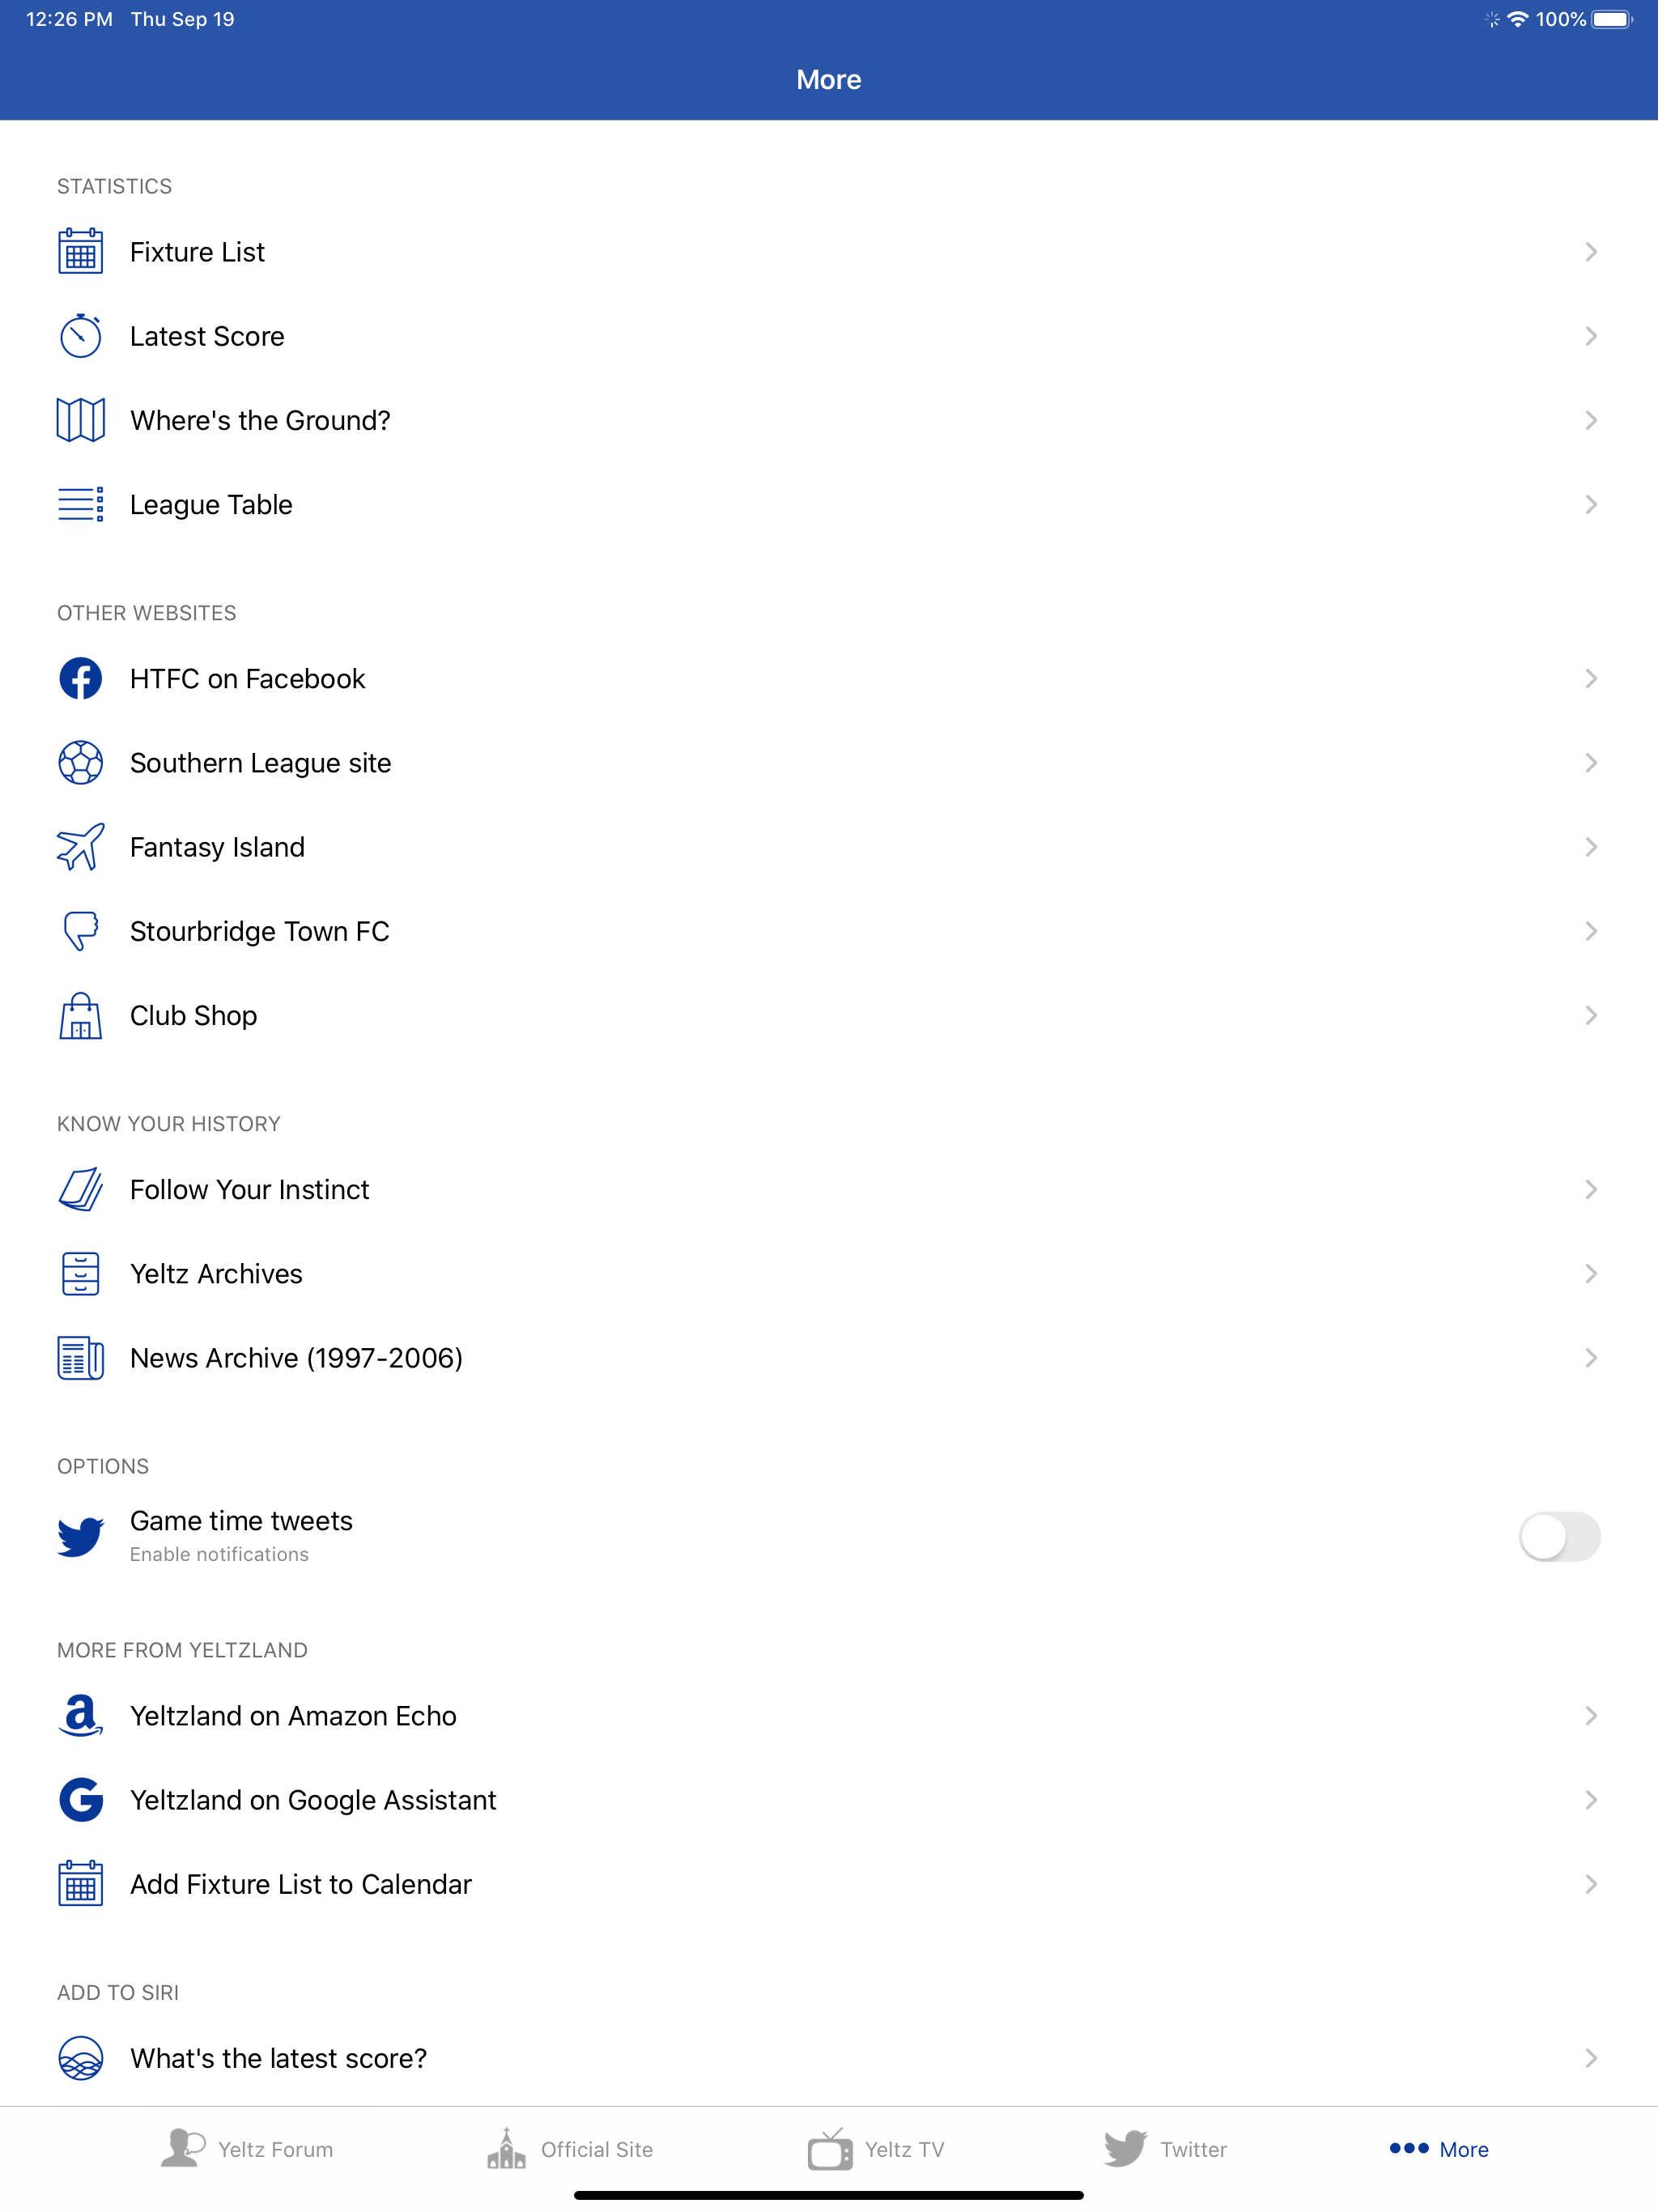 12:26 PM Thu Sep 19
100%
More
STATISTICS
Fixture List
Latest Score
Where's the Ground?
League Table
OTHER WEBSITES
HTFC on Facebook
Southern League site
Fantasy Island
Stourbridge Town FC
Club Shop
KNOW YOUR HISTORY
Follow Your Instinct
Yeltz Archives
News Archive (1997-2006)
OPTIONS
Game time tweets
Enable notifications
MORE FROM YELTZLAND
Yeltzland on Amazon Echo
Yeltzland on Google Assistant
Add Fixture List to Calendar
ADD TO SIRI
What's the latest score?
Yeltz Forum
Official Site
Yeltz TV
Twitter
More